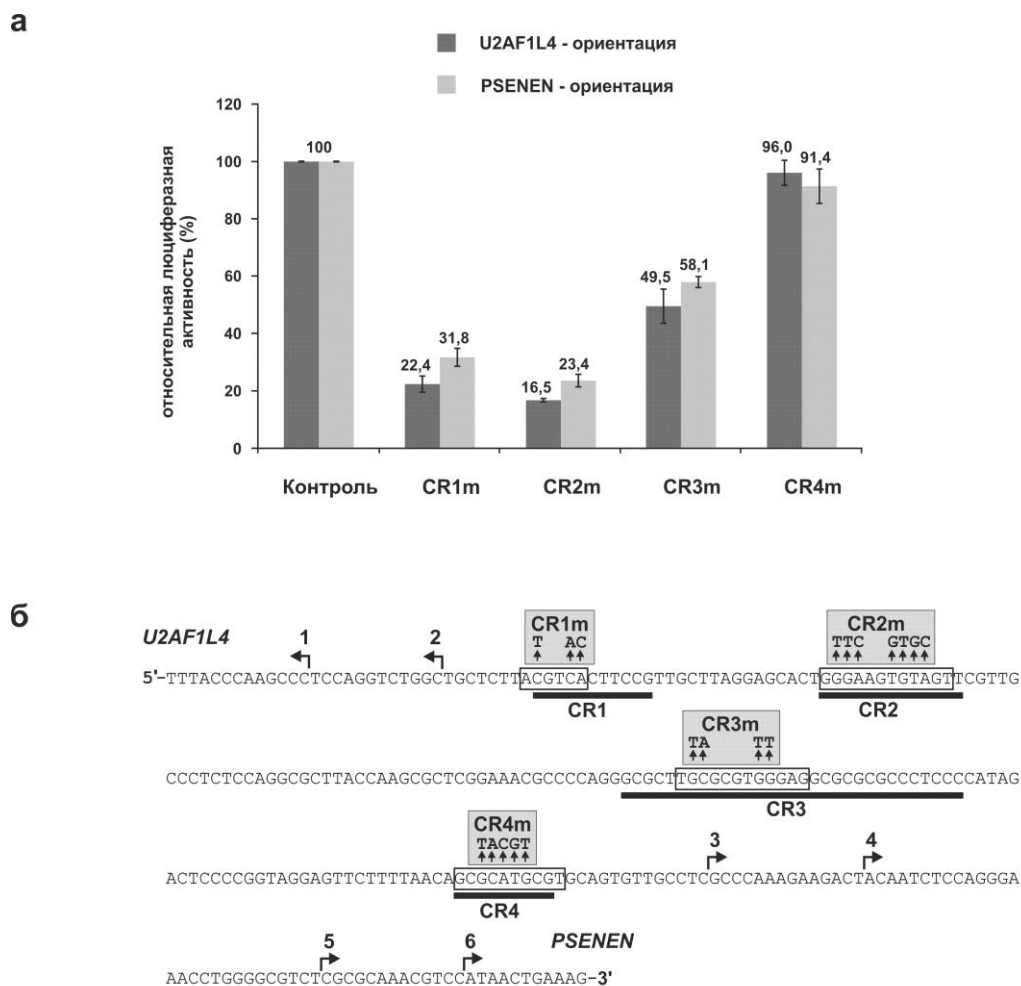 а
U2AF1L4 - ориентация
PSENEN - ориентация
относительная люциферазная активность (%)
120
100
80
60
40
20
0
100
22,4
31,8
16,5
23,4
49,5
58,1
96,0
91,4
Контроль CR1m CR2m CR3m CR4m
б
U2AF1L4 1 2 CR1m CR2m
T AC TTC GTGC
5'-TTTACCCAAGCCCTCCAGGTCTGGCTGCTCTTACGTCACTTCCGTTGCTTAGGAGCACTGGGAAGTGTAGTTCGTTG
CR1 CR2
CR3m
TA TT
CCCTCTCCAGGCGCTTACCAAGCGCTCGGAAACGCCCCAGGGCGCTTGCGCGTGGGAGGCGCGCGCCCTCCCCATAG
CR3
CR4m
TACGT 3 4
ACTCCCCGGTAGGAGTTCTTTTAACAGCGCATGCGTGCAGTGTTGCCTCGCCCAAAGAAGACTACAATCTCCAGGGA
CR4
5 6 PSENEN
AACCTGGGGCGTCTCGCGCAAACGTCCATAACTGAAAG-3'